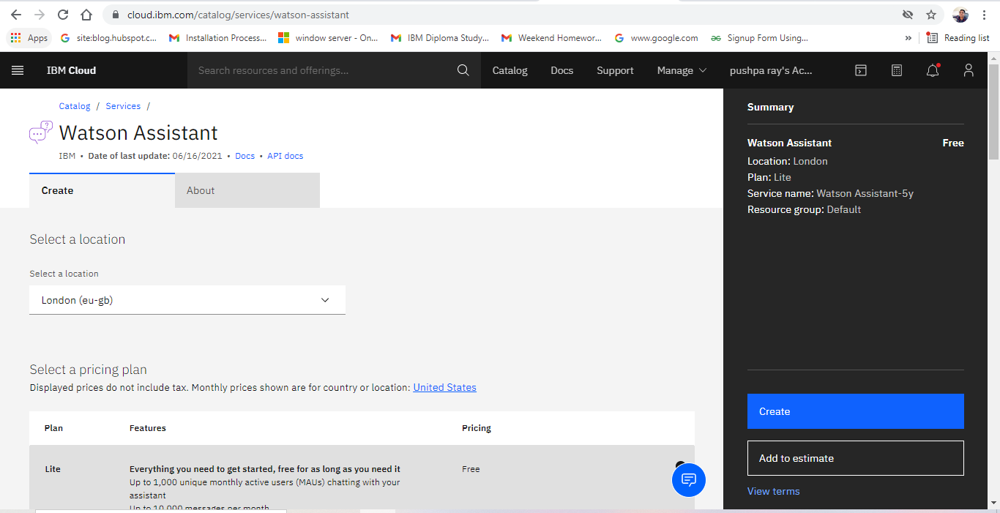 cloud.ibm.com/catalog/services/watson-assistant
Apps site:blog.hubspot.c... Installation Process... window server - On... IBM Diploma Study... Weekend Homewor... www.google.com Signup Form Using... » Reading list
IBM Cloud Search resources and offerings... Catalog Docs Support Manage pushpa ray's Ac...
Catalog / Services /
Watson Assistant
IBM • Date of last update: 06/16/2021 • Docs • API docs
Create About
Select a location
Select a location
London (eu-gb)
Select a pricing plan
Displayed prices do not include tax. Monthly prices shown are for country or location: United States
Plan Features Pricing
Lite Everything you need to get started, free for as long as you need it Free
Up to 1,000 unique monthly active users (MAUs) chatting with your
assistant
Up to 10,000 messages per month
Summary
Watson Assistant Free
Location: London
Plan: Lite
Service name: Watson Assistant-5y
Resource group: Default
Create
Add to estimate
View terms